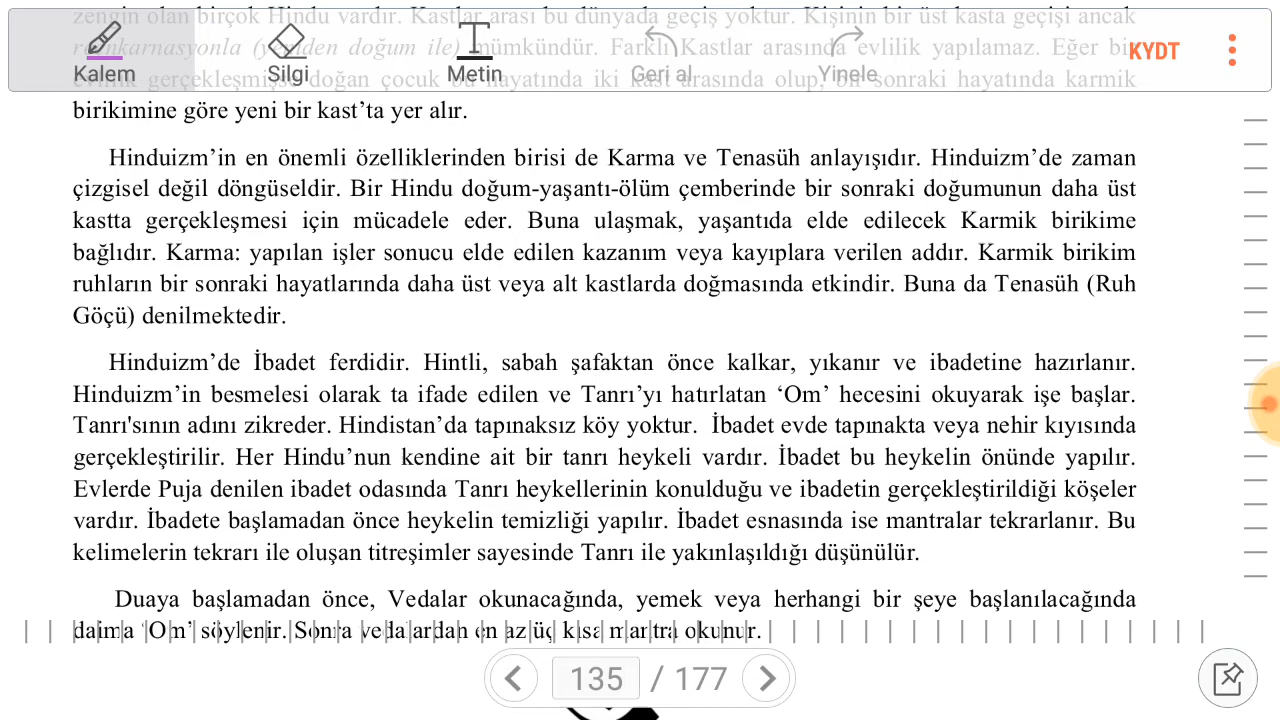 zengin olan birçok Hindu vardır. Kastlar arası bu dünyada geçiş yoktur. Kişinin bir üst kasta geçişi ancak
reenkarnasyonla (yeniden doğum ile) mümkündür. Farklı Kastlar arasında evlilik yapılamaz. Eğer bir
evlilik gerçekleşmişse doğan çocuk bu hayatında iki kast arasında olup, bir sonraki hayatında karmik
Kalem Silgi Metin Geri al Yinele KYDT
birikimine göre yeni bir kast’ta yer alır.
Hinduizm’in en önemli özelliklerinden birisi de Karma ve Tenasüh anlayışıdır. Hinduizm’de zaman
çizgisel değil döngüseldir. Bir Hindu doğum-yaşantı-ölüm çemberinde bir sonraki doğumunun daha üst
kastta gerçekleşmesi için mücadele eder. Buna ulaşmak, yaşantıda elde edilecek Karmik birikime
bağlıdır. Karma: yapılan işler sonucu elde edilen kazanım veya kayıplara verilen addır. Karmik birikim
ruhların bir sonraki hayatlarında daha üst veya alt kastlarda doğmasında etkindir. Buna da Tenasüh (Ruh
Göçü) denilmektedir.
Hinduizm’de İbadet ferdidir. Hintli, sabah şafaktan önce kalkar, yıkanır ve ibadetine hazırlanır.
Hinduizm’in besmelesi olarak ta ifade edilen ve Tanrı’yı hatırlatan ‘Om’ hecesini okuyarak işe başlar.
Tanrı'sının adını zikreder. Hindistan’da tapınaksız köy yoktur. İbadet evde tapınakta veya nehir kıyısında
gerçekleştirilir. Her Hindu’nun kendine ait bir tanrı heykeli vardır. İbadet bu heykelin önünde yapılır.
Evlerde Puja denilen ibadet odasında Tanrı heykellerinin konulduğu ve ibadetin gerçekleştirildiği köşeler
vardır. İbadete başlamadan önce heykelin temizliği yapılır. İbadet esnasında ise mantralar tekrarlanır. Bu
kelimelerin tekrarı ile oluşan titreşimler sayesinde Tanrı ile yakınlaşıldığı düşünülür.
Duaya başlamadan önce, Vedalar okunacağında, yemek veya herhangi bir şeye başlanılacağında
daima ‘Om’ söylenir. Sonra vedalardan en az üç kısa mantra okunur.
135 / 177